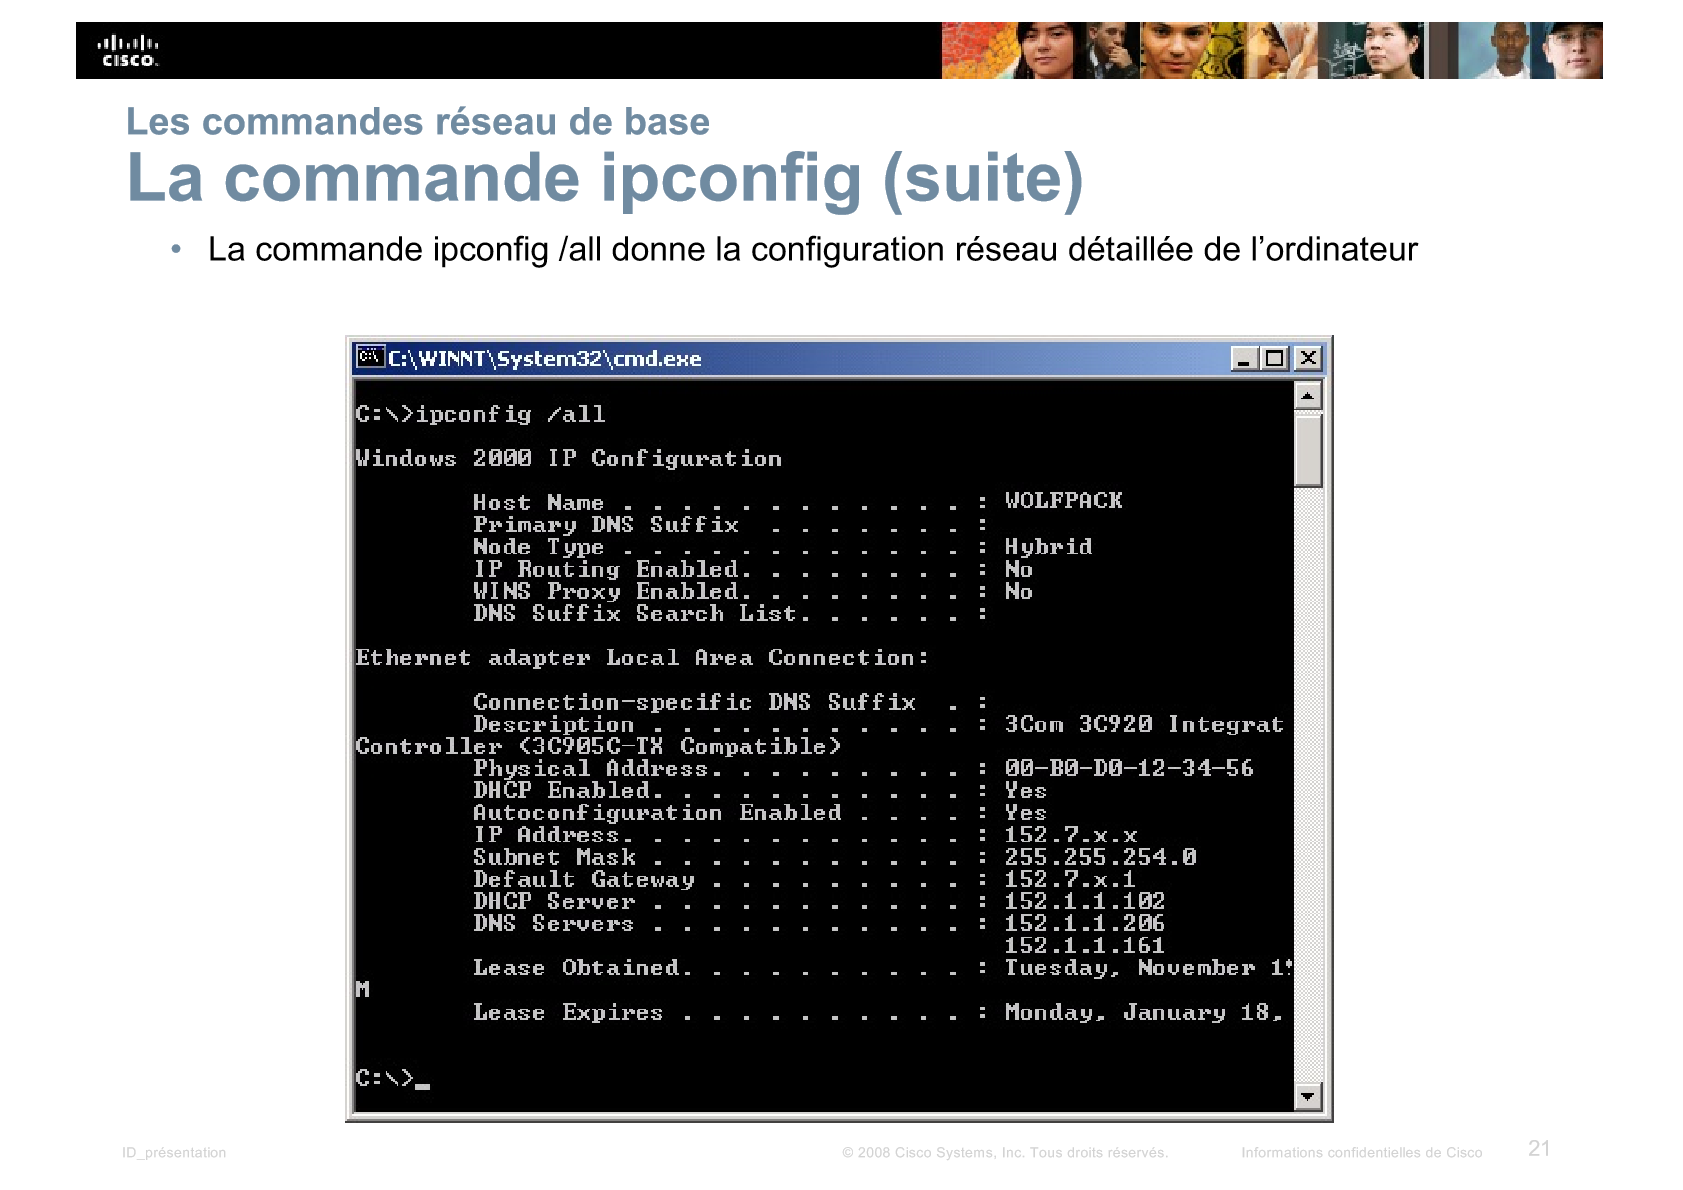 CISCO.
Les commandes réseau de base
La commande ipconfig (suite)
• La commande ipconfig /all donne la configuration réseau détaillée de l’ordinateur
C:\WINNT\System32\cmd.exe
C:\>ipconfig /all
Windows 2000 IP Configuration
Host Name . . . . . . . . . . . . : WOLFPACK
Primary DNS Suffix . . . . . . . :
Node Type . . . . . . . . . . . . : Hybrid
IP Routing Enabled. . . . . . . . : No
WINS Proxy Enabled. . . . . . . . : No
DNS Suffix Search List. . . . . . :
Ethernet adapter Local Area Connection:
Connection-specific DNS Suffix . :
Description . . . . . . . . . . . : 3Com 3C920 Integrat
Controller (3C905C-TX Compatible)
Physical Address. . . . . . . . . : 00-B0-D0-12-34-56
DHCP Enabled. . . . . . . . . . . : Yes
Autoconfiguration Enabled . . . . : Yes
IP Address. . . . . . . . . . . . : 152.7.x.x
Subnet Mask . . . . . . . . . . . : 255.255.254.0
Default Gateway . . . . . . . . . : 152.7.x.1
DHCP Server . . . . . . . . . . . : 152.1.1.102
DNS Servers . . . . . . . . . . . : 152.1.1.206
152.1.1.161
Lease Obtained. . . . . . . . . . : Tuesday, November
M
Lease Expires . . . . . . . . . . : Monday, January 18,
C:\>_
ID_présentation
© 2008 Cisco Systems, Inc. Tous droits réservés.
Informations confidentielles de Cisco
21